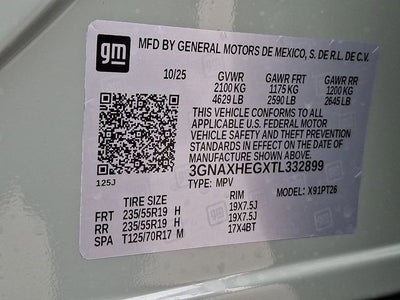 gm
MFD BY GENERAL MOTORS DE MEXICO, S. DE R.L. DE C.V.
10/25 GVWR GAWR FRT GAWR RR
2100 KG 1175 KG 1200 KG
4629 LB 2590 LB 2645 LB
THIS VEHICLE CONFORMS TO ALL
APPLICABLE U.S. FEDERAL MOTOR
VEHICLE SAFETY AND THEFT PREVENTION
STANDARDS IN EFFECT ON THE DATE OF
MANUFACTURE SHOWN ABOVE.
3GNAXHEGXTL332899
125J TYPE: MPV MODEL: X91PT26
TIRE SIZE RIM
FRT 235/55R19 H 19X7.5J
RR 235/55R19 H 19X7.5J
SPA T125/70R17 M 17X4BT